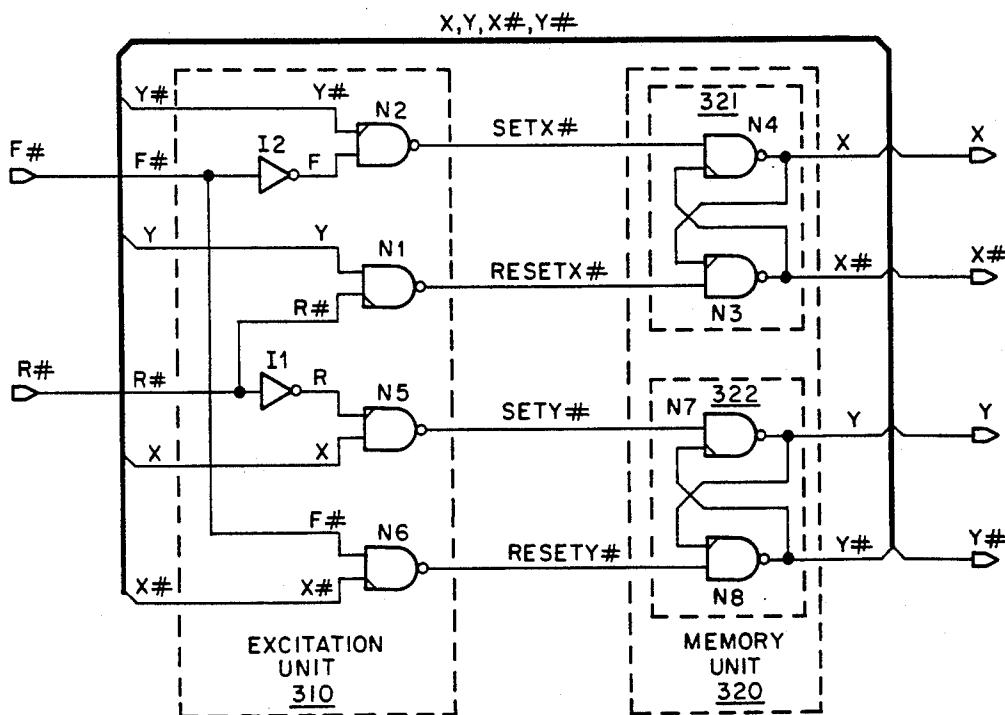 X,Y,X#,Y#
Y#
Y#
N2
321
N4
SETX#
X
X
F#
F#
I2
F
Y
Y
N1
RESETX#
X#
X#
R#
N3
R#
R#
I1
R
N5
SETY#
N7
322
Y
Y
X
X
F#
N6
RESETY#
Y#
Y#
X#
X#
N8
EXCITATION
UNIT
310
MEMORY
UNIT
320